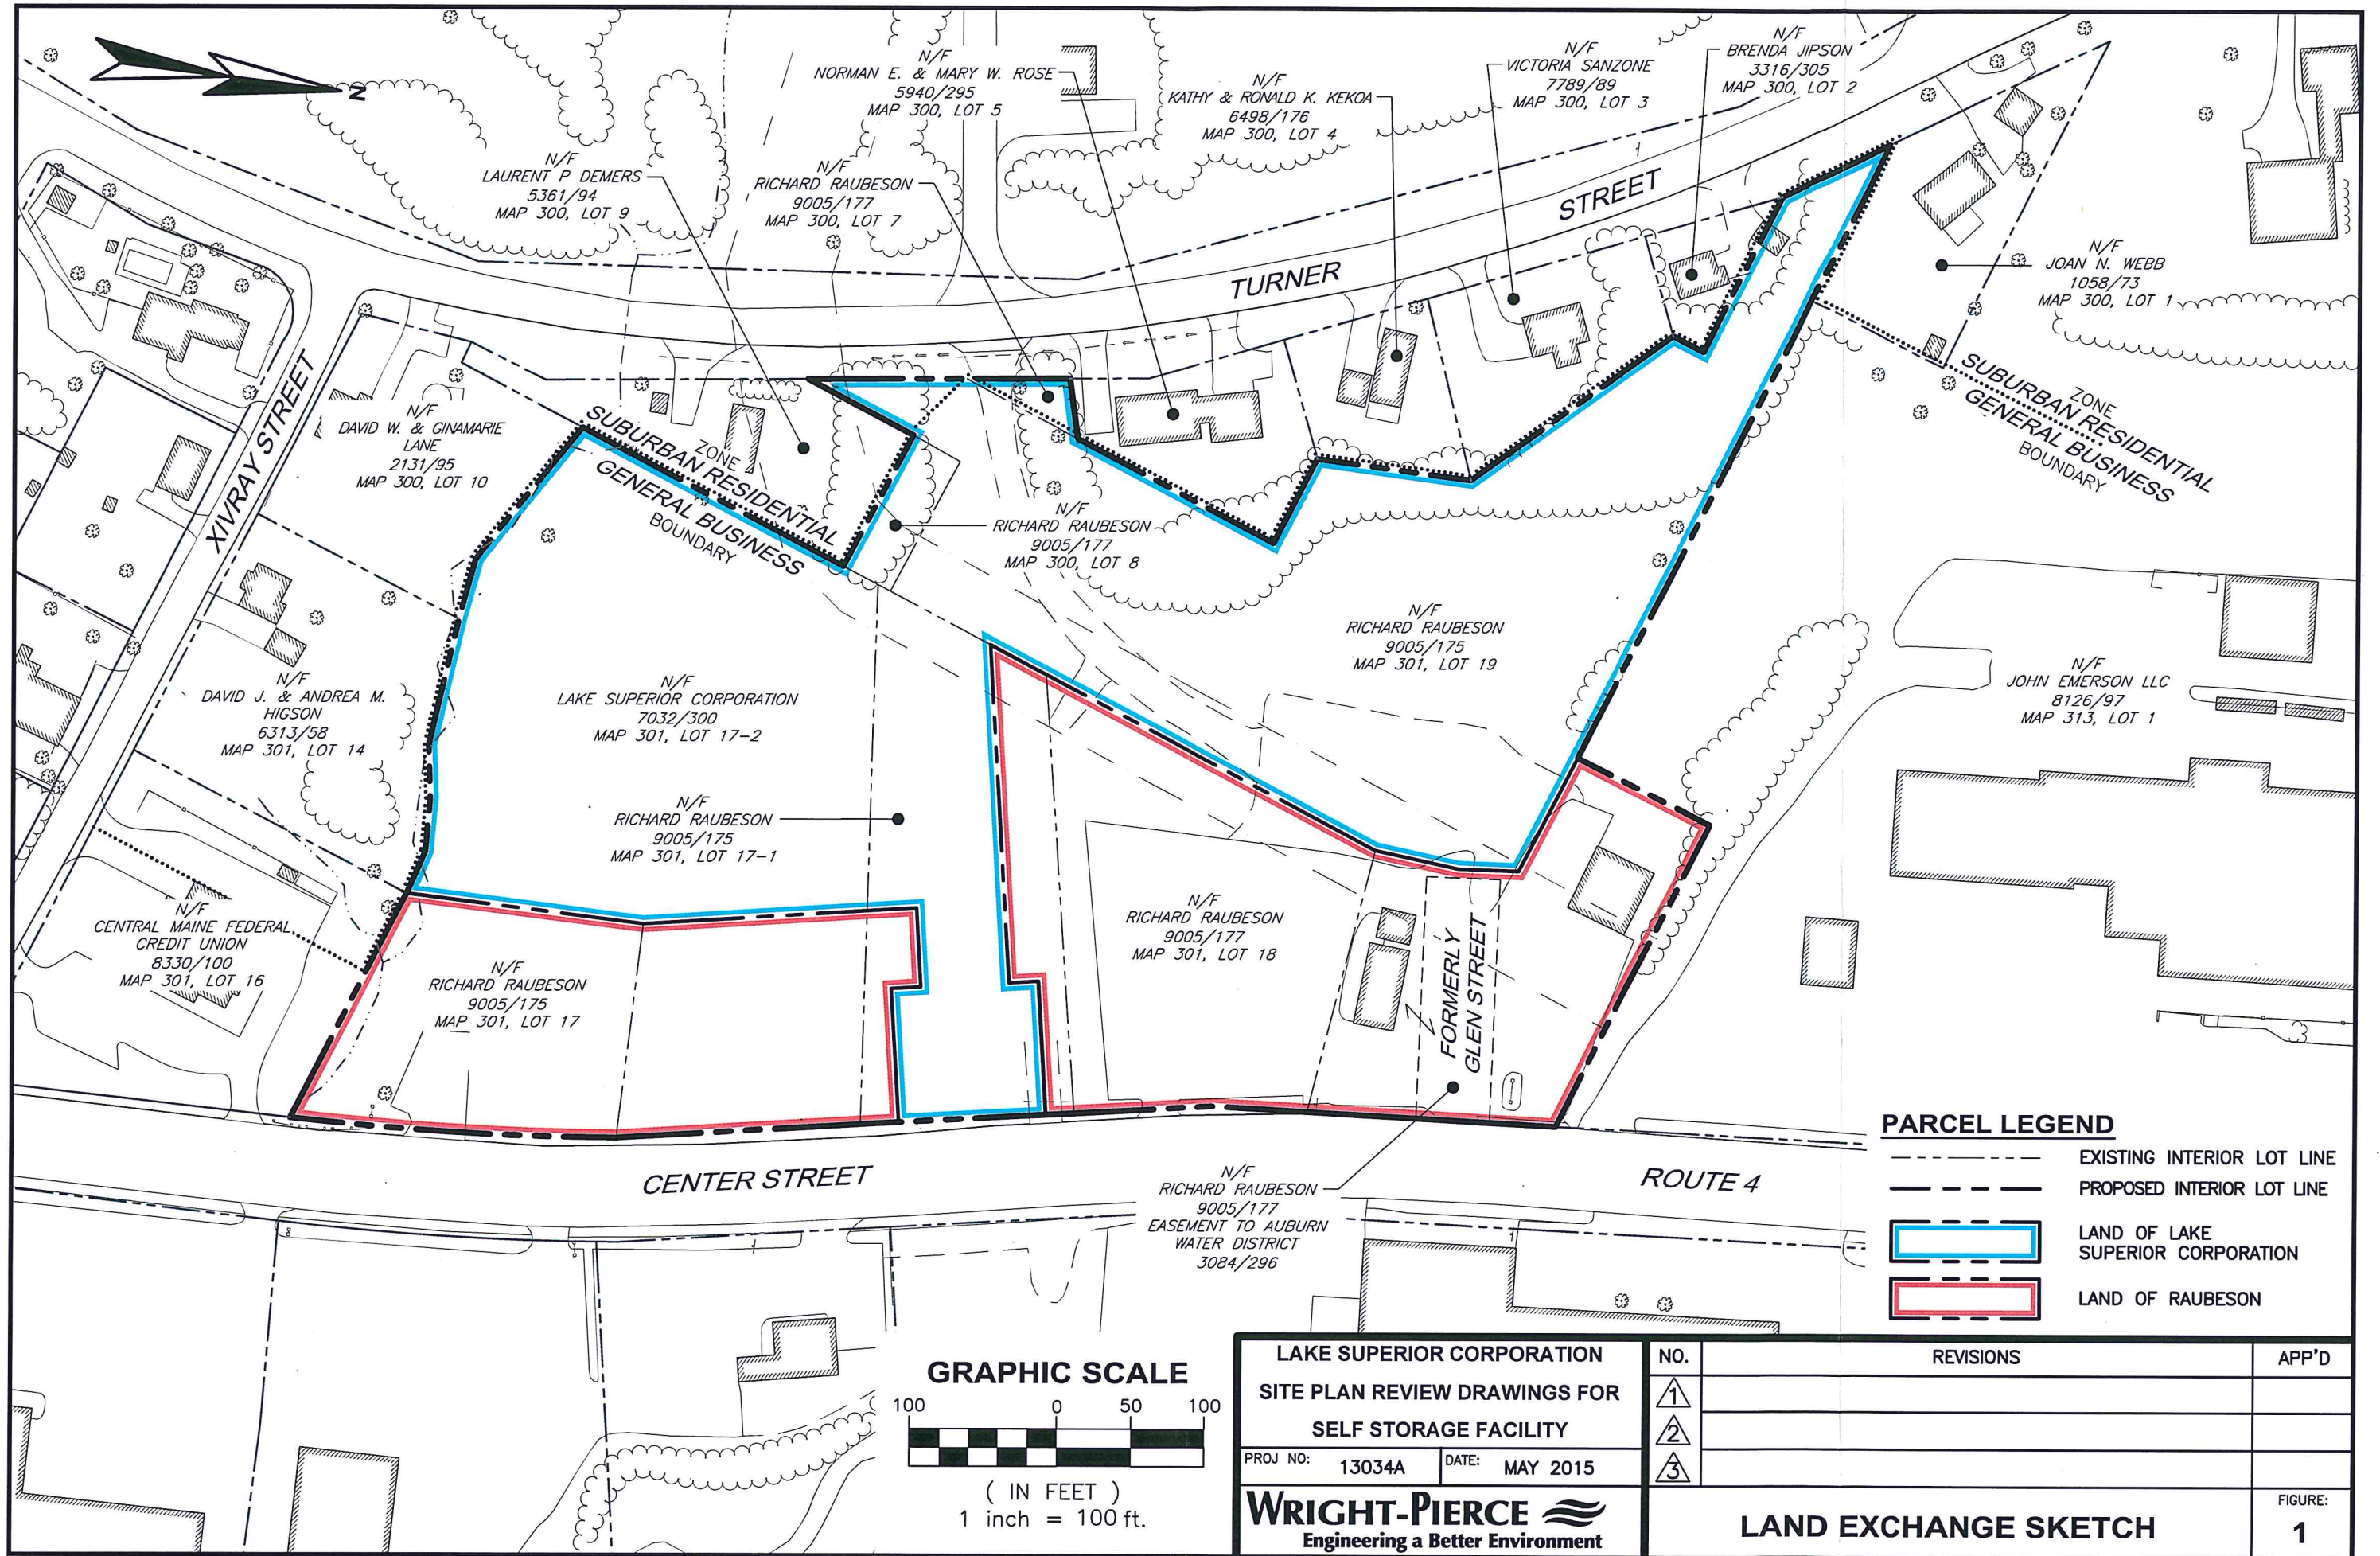 N
N/F
NORMAN E. & MARY W. ROSE
5940/295
MAP 300, LOT 5
N/F
KATHY & RONALD K. KEKOA
6498/176
MAP 300, LOT 4
N/F
VICTORIA SANZONE
7789/89
MAP 300, LOT 3
N/F
BRENDA JIPSON
3316/305
MAP 300, LOT 2
N/F
LAURENT P DEMERS
5361/94
MAP 300, LOT 9
N/F
RICHARD RAUBESON
9005/177
MAP 300, LOT 7
TURNER
STREET
N/F
JOAN N. WEBB
1058/73
MAP 300, LOT 1
XIVRAY STREET
N/F
DAVID W. & GINAMARIE
LANE
2131/95
MAP 300, LOT 10
ZONE
SUBURBAN RESIDENTIAL
GENERAL BUSINESS
BOUNDARY
ZONE
SUBURBAN RESIDENTIAL
GENERAL BUSINESS
BOUNDARY
N/F
RICHARD RAUBESON
9005/177
MAP 300, LOT 8
N/F
RICHARD RAUBESON
9005/175
MAP 301, LOT 19
N/F
DAVID J. & ANDREA M.
HIGSON
6313/58
MAP 301, LOT 14
N/F
LAKE SUPERIOR CORPORATION
7032/300
MAP 301, LOT 17-2
N/F
JOHN EMERSON LLC
8126/97
MAP 313, LOT 1
N/F
RICHARD RAUBESON
9005/175
MAP 301, LOT 17-1
N/F
CENTRAL MAINE FEDERAL
CREDIT UNION
8330/100
MAP 301, LOT 16
N/F
RICHARD RAUBESON
9005/175
MAP 301, LOT 17
N/F
RICHARD RAUBESON
9005/177
MAP 301, LOT 18
FORMERLY
GLEN STREET
CENTER STREET
ROUTE 4
N/F
RICHARD RAUBESON
9005/177
EASEMENT TO AUBURN
WATER DISTRICT
3084/296
PARCEL LEGEND
EXISTING INTERIOR LOT LINE
PROPOSED INTERIOR LOT LINE
LAND OF LAKE
SUPERIOR CORPORATION
LAND OF RAUBESON
GRAPHIC SCALE
100 0 50 100
( IN FEET )
1 inch = 100 ft.
LAKE SUPERIOR CORPORATION
SITE PLAN REVIEW DRAWINGS FOR
SELF STORAGE FACILITY
PROJ NO: 13034A DATE: MAY 2015
WRIGHT-PIERCE
Engineering a Better Environment
NO. REVISIONS APP'D
1
2
3
LAND EXCHANGE SKETCH
FIGURE:
1